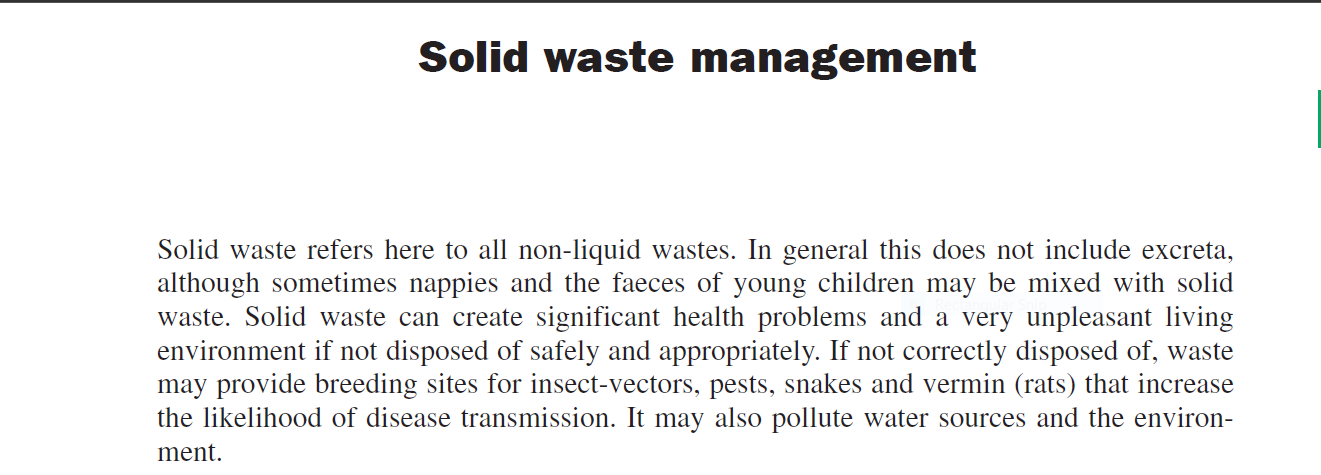 Solid waste management
Solid waste refers here to all non-liquid wastes. In general this does not include excreta,
although sometimes nappies and the faeces of young children may be mixed with solid
waste. Solid waste can create significant health problems and a very unpleasant living
environment if not disposed of safely and appropriately. If not correctly disposed of, waste
may provide breeding sites for insect-vectors, pests, snakes and vermin (rats) that increase
the likelihood of disease transmission. It may also pollute water sources and the environ-
ment.